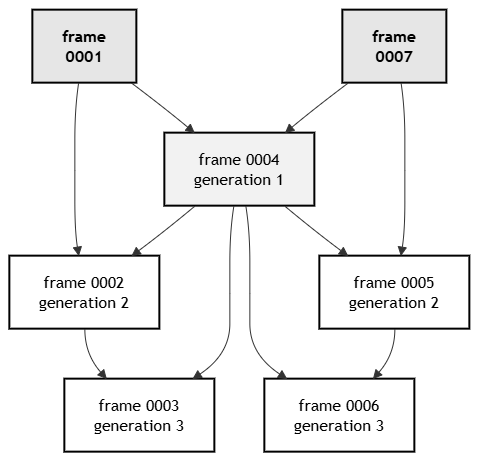 frame
0001
frame
0007
frame 0004
generation 1
frame 0002
generation 2
frame 0005
generation 2
frame 0003
generation 3
frame 0006
generation 3